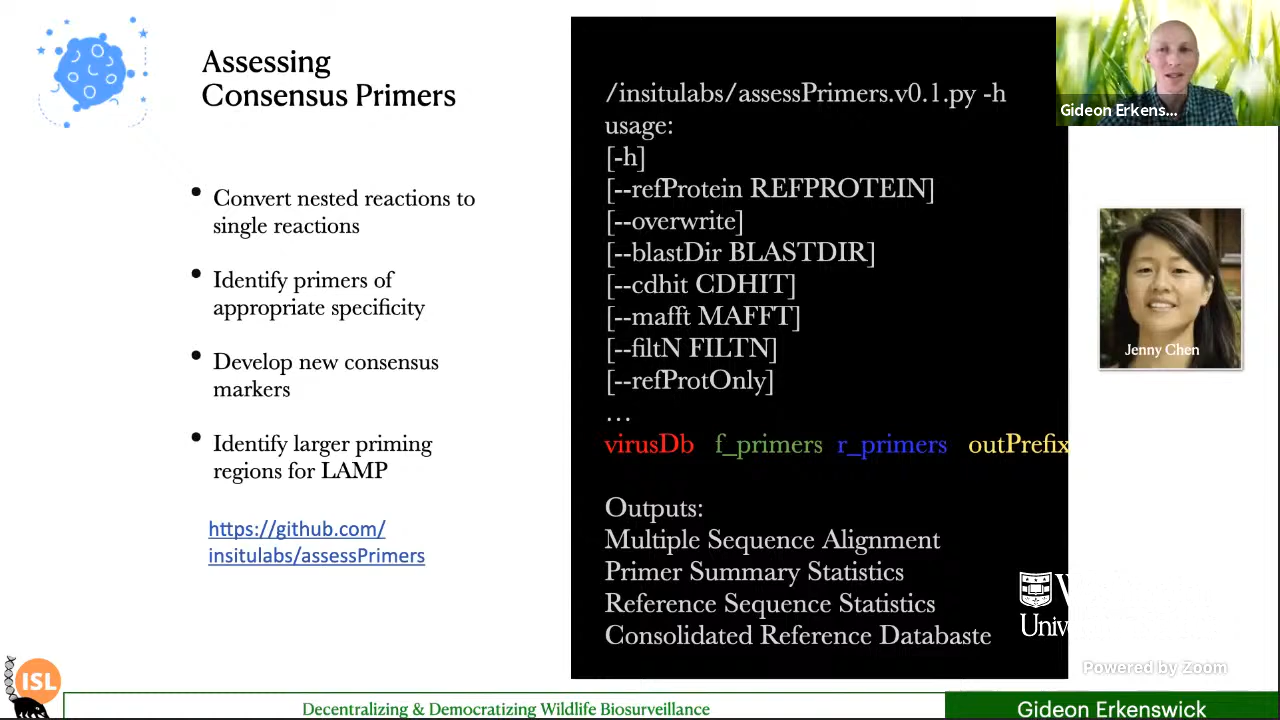 Assessing
Consensus Primers
Convert nested reactions to
single reactions
Identify primers of
appropriate specificity
Develop new consensus
markers
Identify larger priming
regions for LAMP
https://github.com/
insitulabs/assessPrimers
/insitulabs/assessPrimers.v0.1.py -h
usage:
[-h]
[--refProtein REFPROTEIN]
[--overwrite]
[--blastDir BLASTDIR]
[--cdhit CDHIT]
[--mafft MAFFT]
[--filtN FILTN]
[--refProtOnly]
...
virusDb f_primers r_primers outPrefix
Outputs:
Multiple Sequence Alignment
Primer Summary Statistics
Reference Sequence Statistics
Consolidated Reference Databaste
Gideon Erkens...
Jenny Chen
Powered by Zoom
ISL
Decentralizing & Democratizing Wildlife Biosurveillance
Gideon Erkenswick